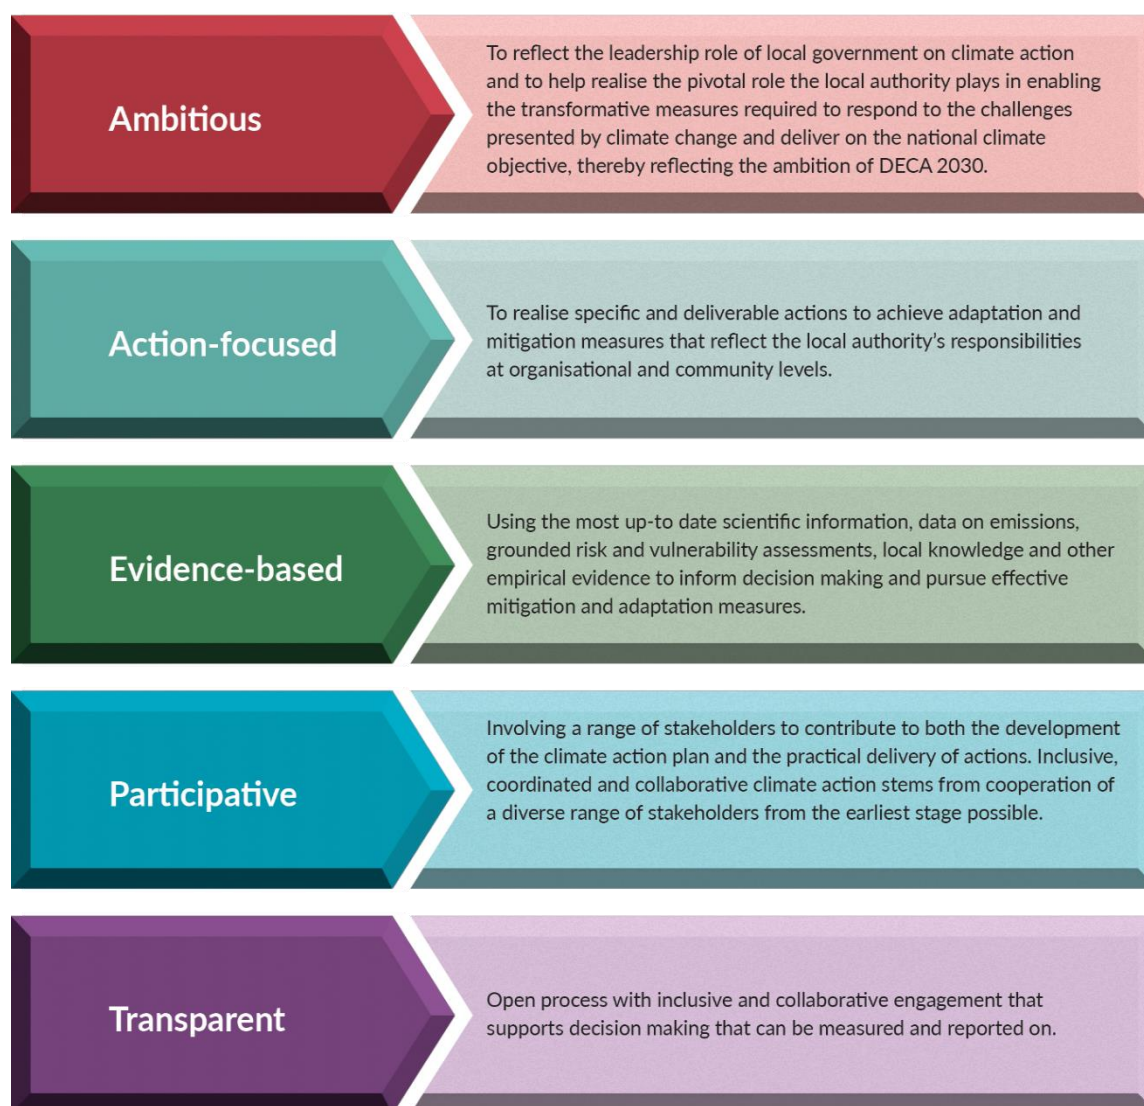 Ambitious
To reflect the leadership role of local government on climate action
and to help realise the pivotal role the local authority plays in enabling
the transformative measures required to respond to the challenges
presented by climate change and deliver on the national climate
objective, thereby reflecting the ambition of DECA 2030.
Action-focused
To realise specific and deliverable actions to achieve adaptation and
mitigation measures that reflect the local authority’s responsibilities
at organisational and community levels.
Evidence-based
Using the most up-to date scientific information, data on emissions,
grounded risk and vulnerability assessments, local knowledge and other
empirical evidence to inform decision making and pursue effective
mitigation and adaptation measures.
Participative
Involving a range of stakeholders to contribute to both the development
of the climate action plan and the practical delivery of actions. Inclusive,
coordinated and collaborative climate action stems from cooperation of
a diverse range of stakeholders from the earliest stage possible.
Transparent
Open process with inclusive and collaborative engagement that
supports decision making that can be measured and reported on.